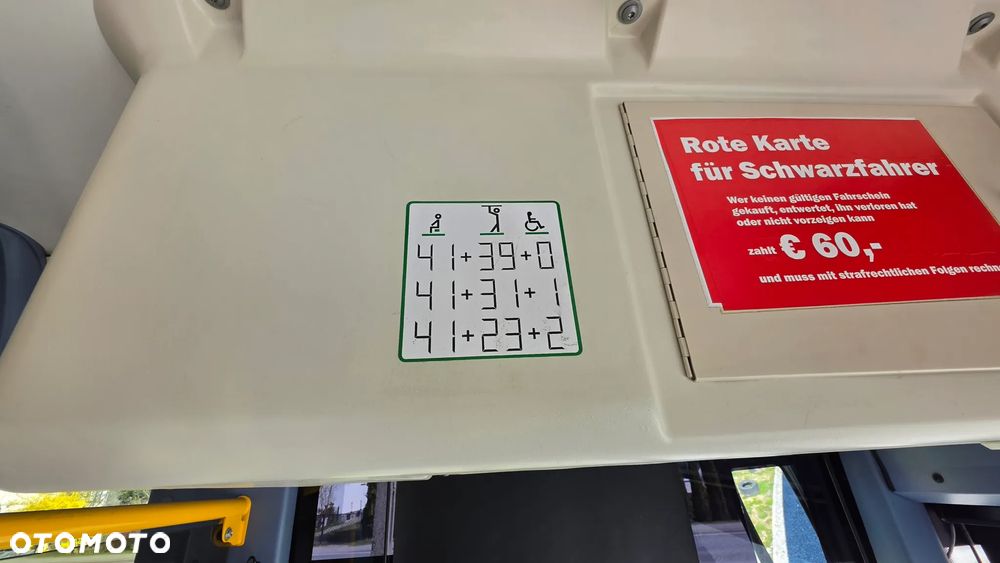 41+39+0
41+31+1
41+23+2
Rote Karte
für Schwarzfahrer
Wer keinen gültigen Fahrschein
gekauft, entwertet, ihn verloren hat
oder nicht vorzeigen kann
zahlt € 60,-
und muss mit strafrechtlichen Folgen
OTOMOTO